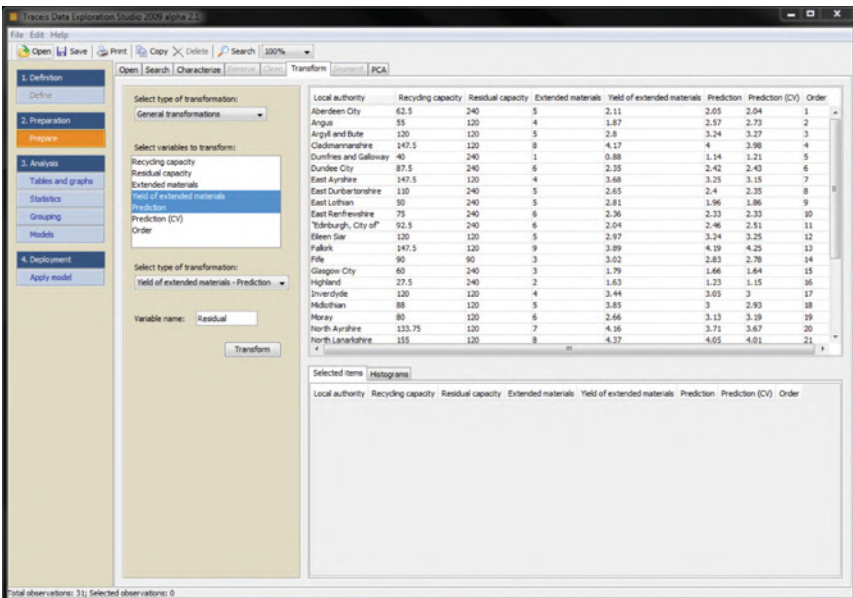 Traceis Data Exploration Studio 2009 alpha 2.1
File Edit Help
Open Save Print Copy Delete Search 100%
Open Search Characterize Remove Clean Transform Segment PCA
1. Definition
Define
2. Preparation
Prepare
3. Analysis
Tables and graphs
Statistics
Grouping
Models
4. Deployment
Apply model
Select type of transformation:
General transformations
Select variables to transform:
Recycling capacity
Residual capacity
Extended materials
Yield of extended materials
Prediction
Prediction (CV)
Order
Select type of transformation:
Yield of extended materials - Prediction
Variable name: Residual
Transform
Local authority Recycling capacity Residual capacity Extended materials Yield of extended materials Prediction Prediction (CV) Order
Aberdeen City 62.5 240 5 2.11 2.05 2.04 1
Angus 55 120 4 1.87 2.57 2.73 2
Argyll and Bute 120 120 5 2.8 3.24 3.27 3
Clackmannanshire 147.5 120 8 4.17 4 3.98 4
Dumfries and Galloway 40 240 1 0.88 1.14 1.21 5
Dundee City 87.5 240 6 2.35 2.42 2.43 6
East Ayrshire 147.5 120 4 3.68 3.25 3.15 7
East Dunbartonshire 110 240 5 2.65 2.4 2.35 8
East Lothian 50 240 5 2.81 1.96 1.86 9
East Renfrewshire 75 240 6 2.36 2.33 2.33 10
"Edinburgh, City of" 92.5 240 6 2.04 2.46 2.51 11
Eileen Siar 120 120 5 2.97 3.24 3.25 12
Falkirk 147.5 120 9 3.89 4.19 4.25 13
Fife 90 90 3 3.02 2.83 2.78 14
Glasgow City 60 240 3 1.79 1.66 1.64 15
Highland 27.5 240 2 1.63 1.23 1.15 16
Inverclyde 120 120 4 3.44 3.05 3 17
Midlothian 88 120 5 3.85 3 2.93 18
Moray 80 120 6 2.66 3.13 3.19 19
North Ayrshire 133.75 120 7 4.16 3.71 3.67 20
North Lanarkshire 155 120 8 4.37 4.05 4.01 21
Selected items Histograms
Local authority Recycling capacity Residual capacity Extended materials Yield of extended materials Prediction Prediction (CV) Order
Total observations: 31; Selected observations: 0